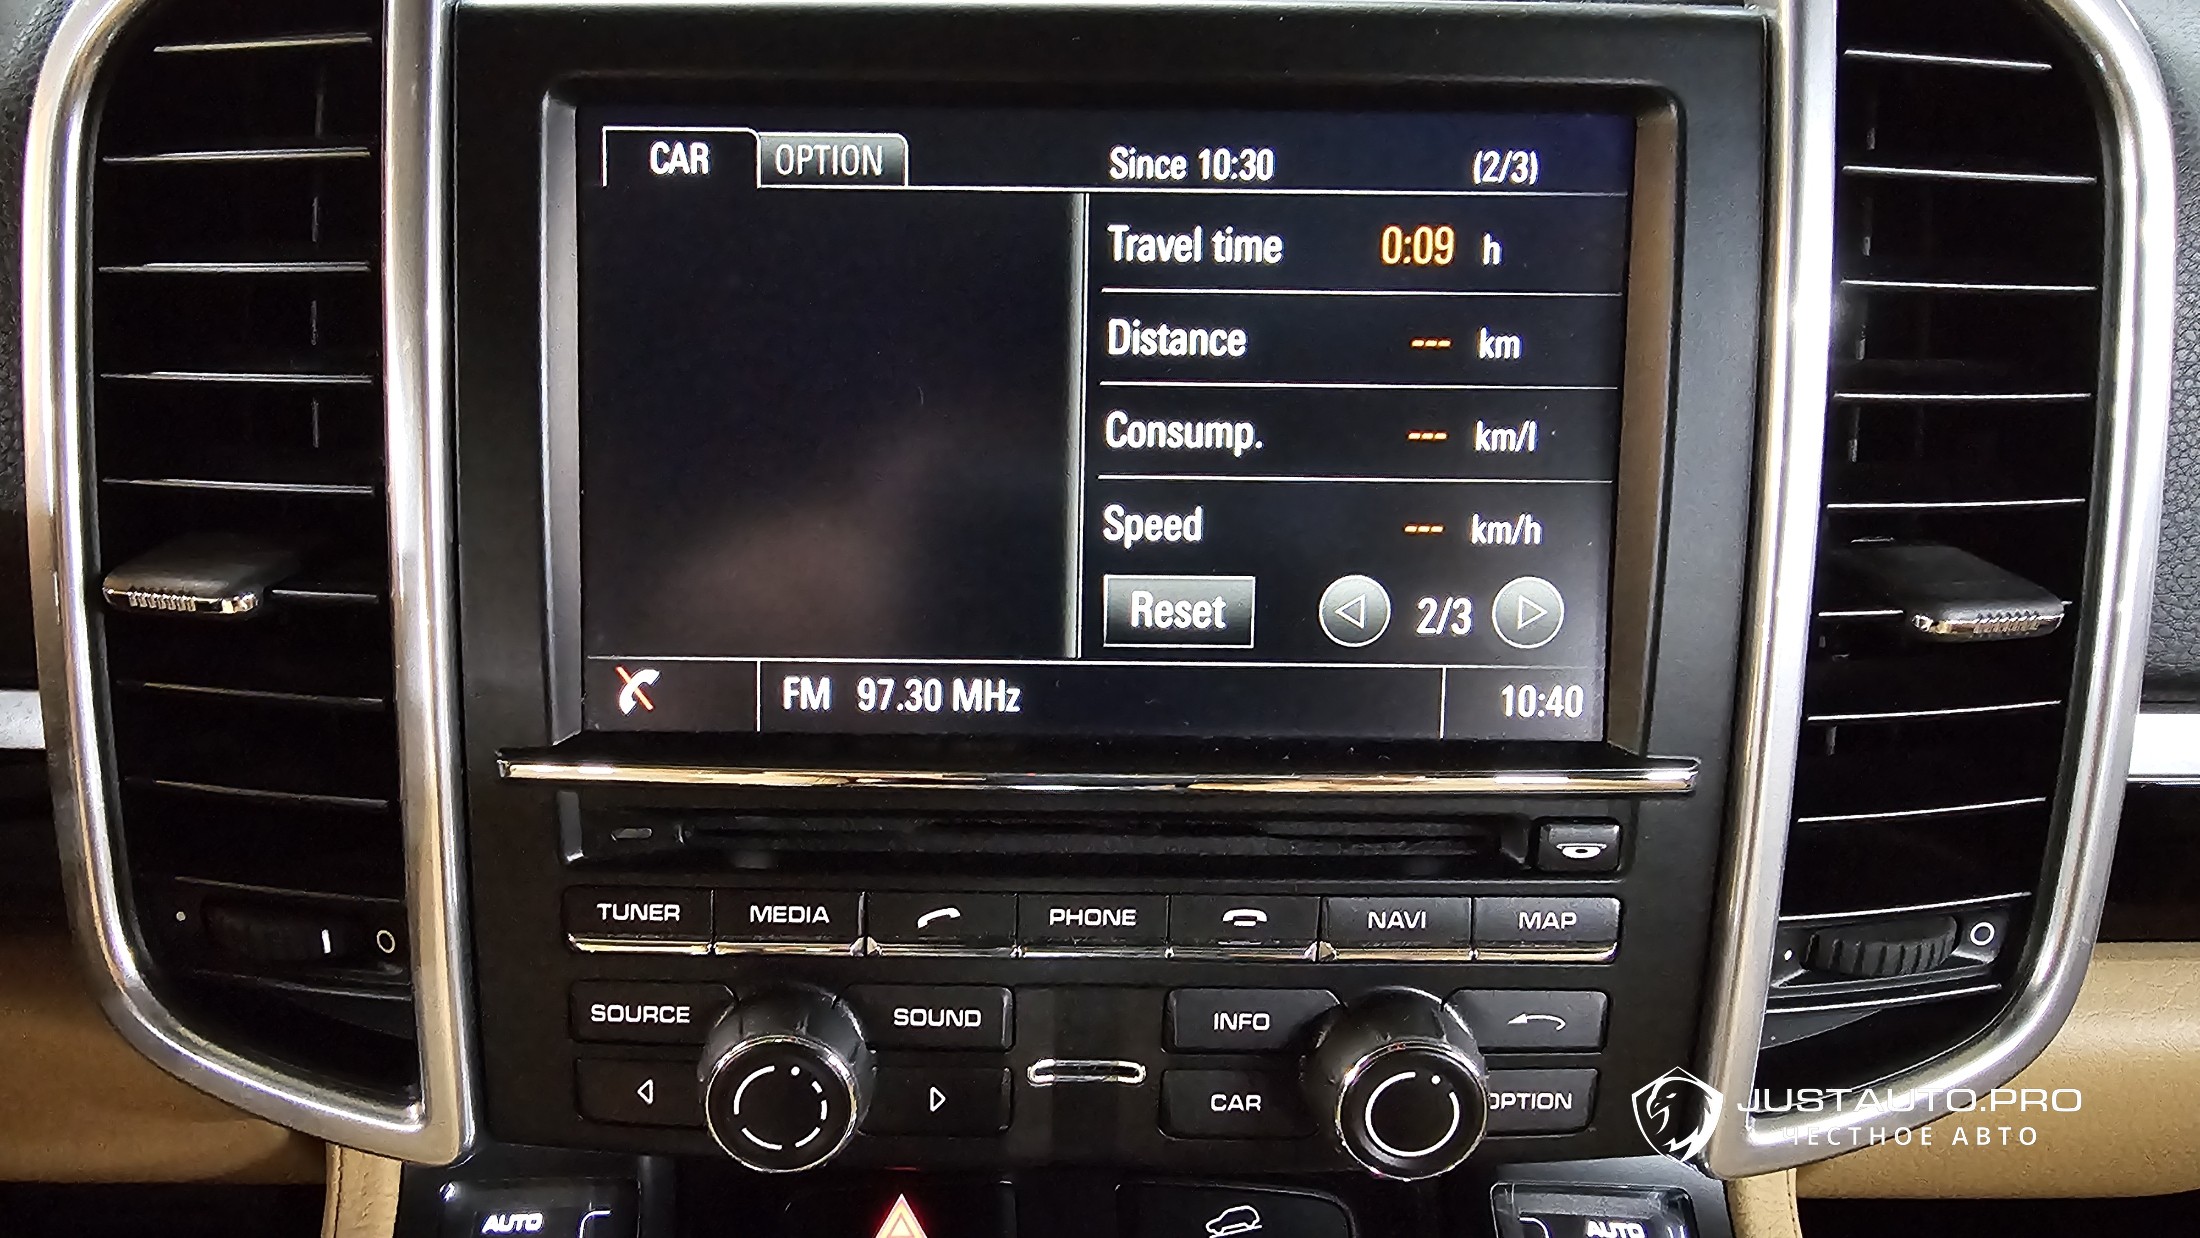 CAR OPTION Since 10:30 (2/3)
Travel time 0:09 h
Distance --- km
Consump. --- km/l
Speed --- km/h
Reset 2/3
FM 97.30 MHz 10:40
TUNER MEDIA PHONE NAVI MAP
SOURCE SOUND INFO
CAR OPTION
JUSTAUTO.PRO
ЧЕСТНОЕ АВТО
AUTO AUTO